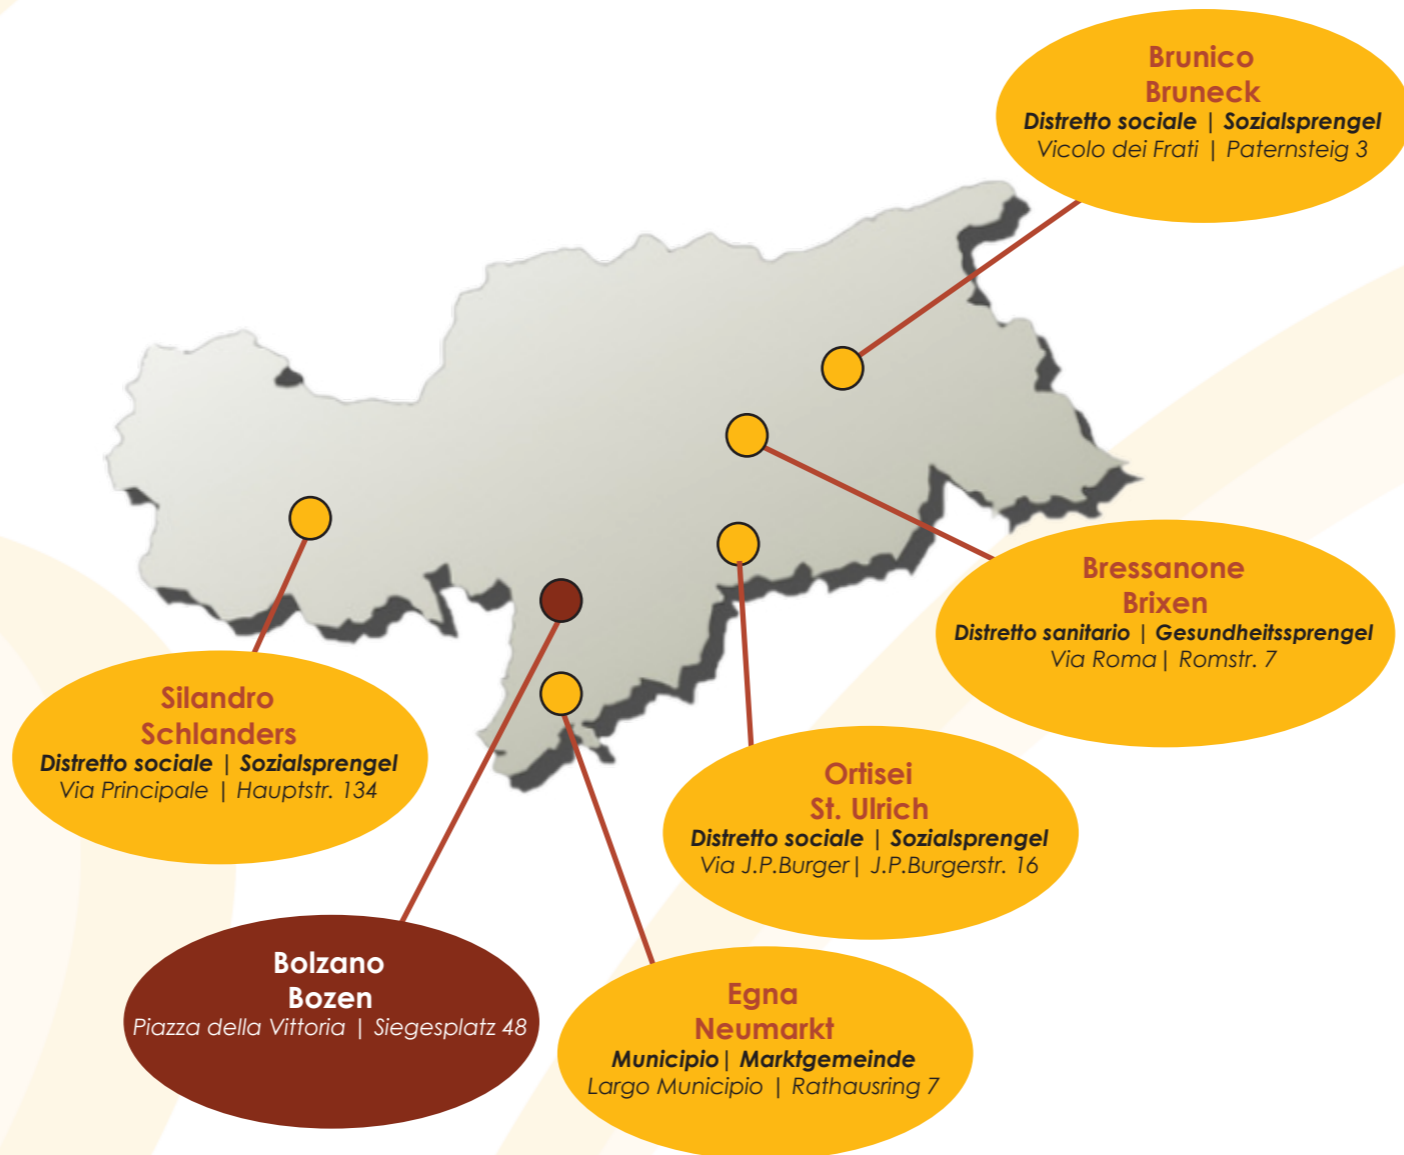 Brunico
Bruneck
Distretto sociale | Sozialsprengel
Vicolo dei Frati | Paternsteig 3
Bressanone
Brixen
Distretto sanitario | Gesundheitssprengel
Via Roma| Romstr. 7
Silandro
Schlanders
Distretto sociale | Sozialsprengel
Via Principale | Hauptstr. 134
Ortisei
St. Ulrich
Distretto sociale | Sozialsprengel
Via J.P.Burger| J.P.Burgerstr. 16
Bolzano
Bozen
Piazza della Vittoria | Siegesplatz 48
Egna
Neumarkt
Municipio| Marktgemeinde
Largo Municipio | Rathausring 7